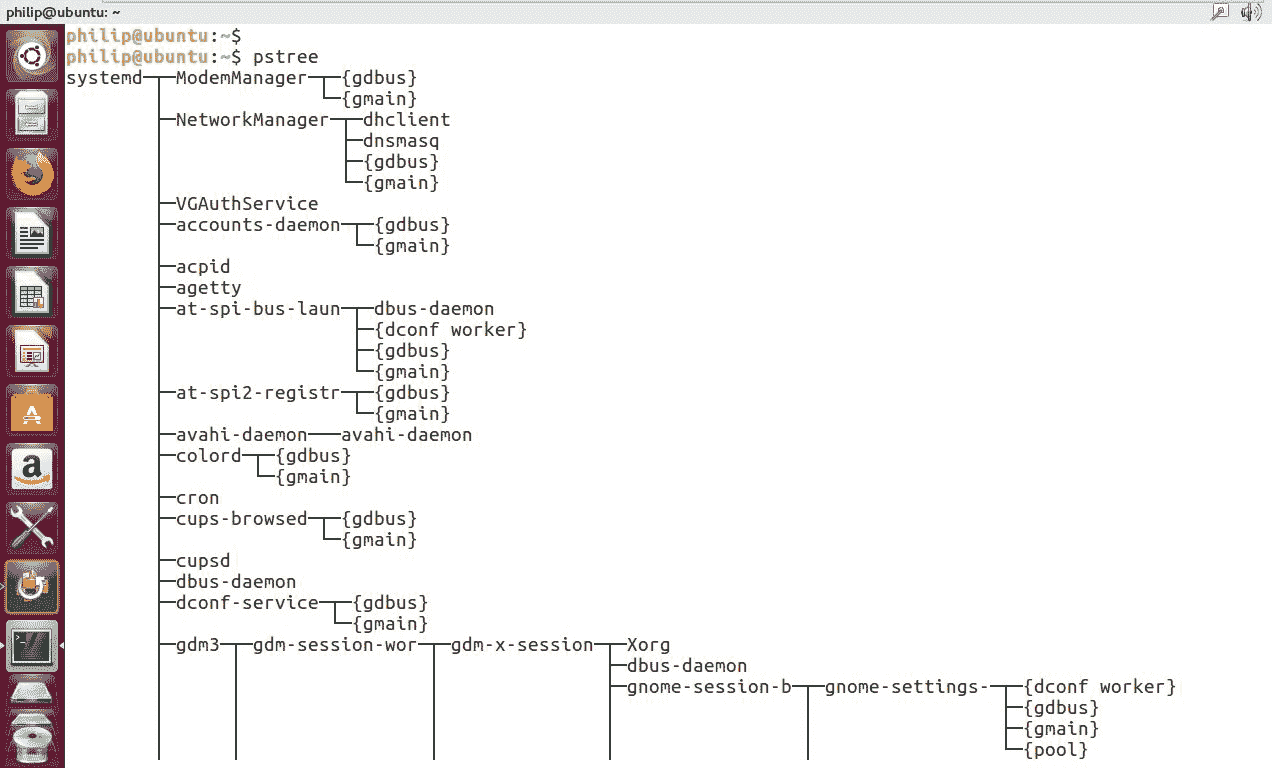 philip@ubuntu: ~
philip@ubuntu:~$
philip@ubuntu:~$ pstree
systemd─┬─ModemManager─┬─{gdbus}
        │              └─{gmain}
        ├─NetworkManager─┬─dhclient
        │                ├─dnsmasq
        │                ├─{gdbus}
        │                └─{gmain}
        ├─VGAuthService
        ├─accounts-daemon─┬─{gdbus}
        │                 └─{gmain}
        ├─acpid
        ├─agetty
        ├─at-spi-bus-laun─┬─dbus-daemon
        │                 ├─{dconf worker}
        │                 ├─{gdbus}
        │                 └─{gmain}
        ├─at-spi2-registr─┬─{gdbus}
        │                 └─{gmain}
        ├─avahi-daemon───avahi-daemon
        ├─colord─┬─{gdbus}
        │        └─{gmain}
        ├─cron
        ├─cups-browsed─┬─{gdbus}
        │              └─{gmain}
        ├─cupsd
        ├─dbus-daemon
        ├─dconf-service─┬─{gdbus}
        │               └─{gmain}
        ├─gdm3─┬─gdm-session-wor─┬─gdm-x-session─┬─Xorg
        │      │                 │               ├─dbus-daemon
        │      │                 │               ├─gnome-session-b─┬─gnome-settings-─┬─{dconf worker}
        │      │                 │               │                 │                 ├─{gdbus}
        │      │                 │               │                 │                 ├─{gmain}
        │      │                 │               │                 │                 └─{pool}